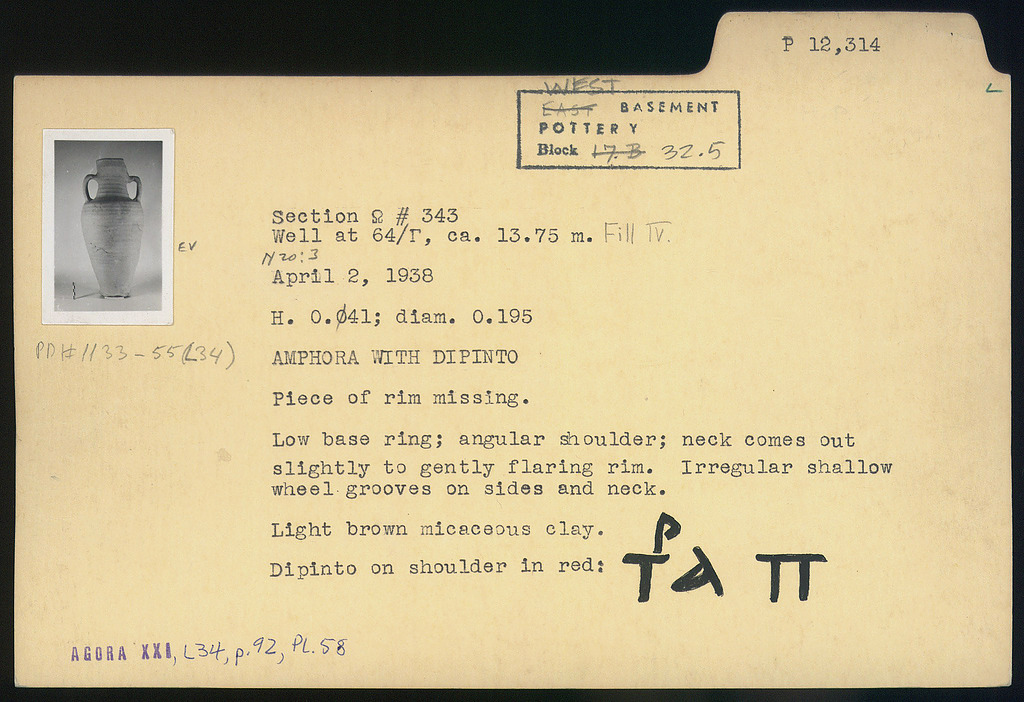 P 12,314
L
WEST
EAST BASEMENT
POTTERY
Block 17.B 32.5
Section Ω # 343
Well at 64/Γ, ca. 13.75 m. Fill IV.
N 20:3
April 2, 1938
EV
H. 0.041; diam. 0.195
PD# 1133-55(L34)
AMPHORA WITH DIPINTO
Piece of rim missing.
Low base ring; angular shoulder; neck comes out
slightly to gently flaring rim. Irregular shallow
wheel grooves on sides and neck.
Light brown micaceous clay.
Dipinto on shoulder in red:
AGORA XXI, L34, p.92, PL.58